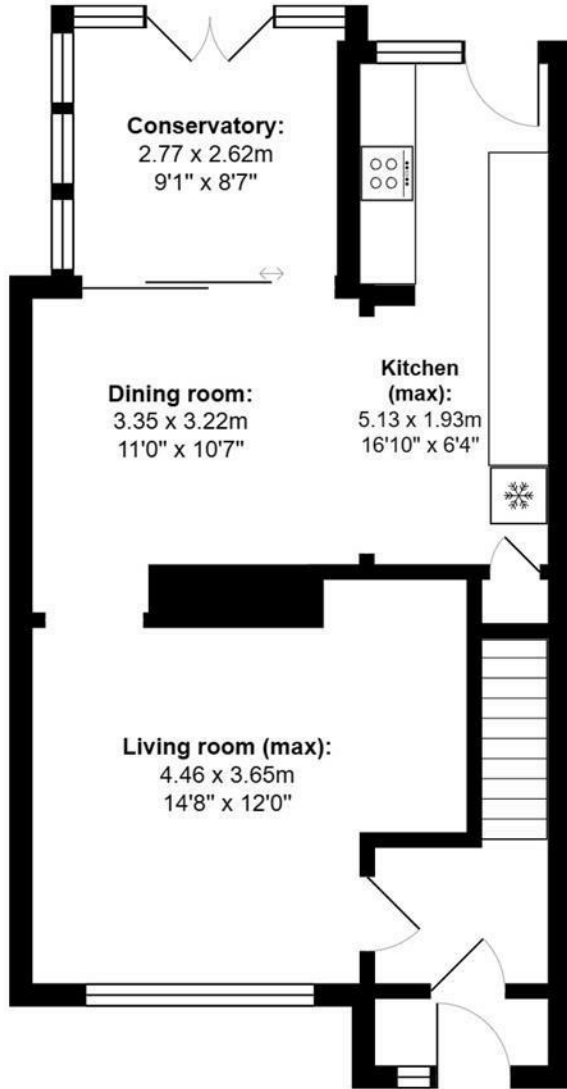 Conservatory:
2.77 x 2.62m
9'1" x 8'7"
Dining room:
3.35 x 3.22m
11'0" x 10'7"
Kitchen
(max):
5.13 x 1.93m
16'10" x 6'4"
Living room (max):
4.46 x 3.65m
14'8" x 12'0"